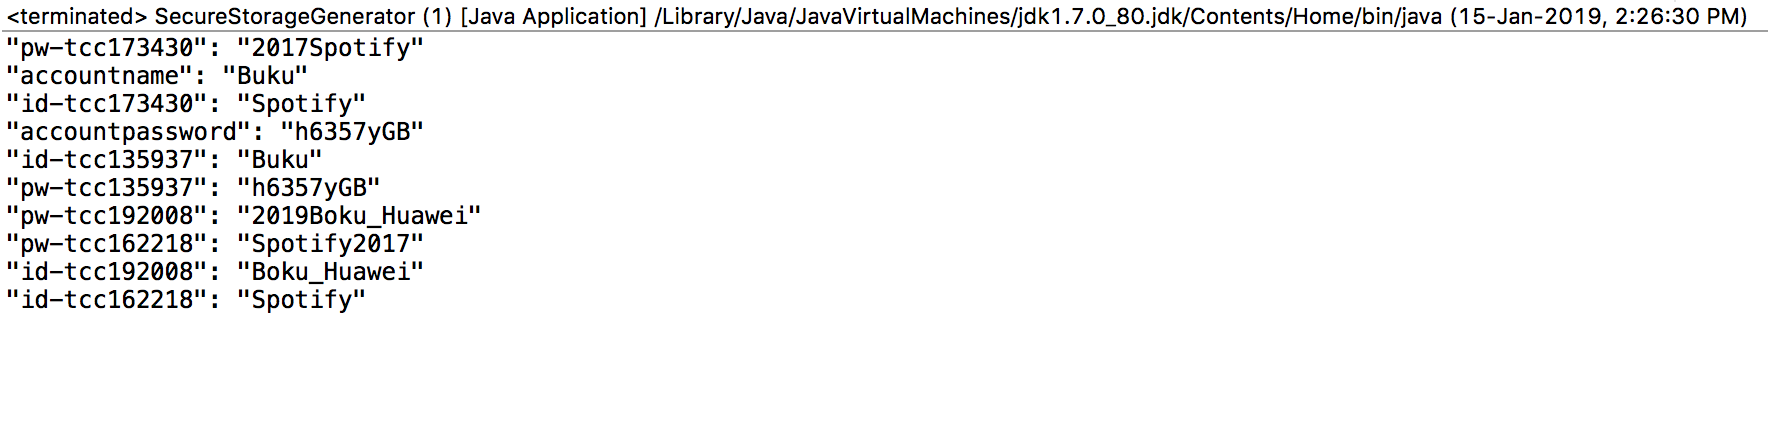 <terminated> SecureStorageGenerator (1) [Java Application] /Library/Java/JavaVirtualMachines/jdk1.7.0_80.jdk/Contents/Home/bin/java (15-Jan-2019, 2:26:30 PM)
"pw-tcc173430": "2017Spotify"
"accountname": "Buku"
"id-tcc173430": "Spotify"
"accountpassword": "h6357yGB"
"id-tcc135937": "Buku"
"pw-tcc135937": "h6357yGB"
"pw-tcc192008": "2019Boku_Huawei"
"pw-tcc162218": "Spotify2017"
"id-tcc192008": "Boku_Huawei"
"id-tcc162218": "Spotify"